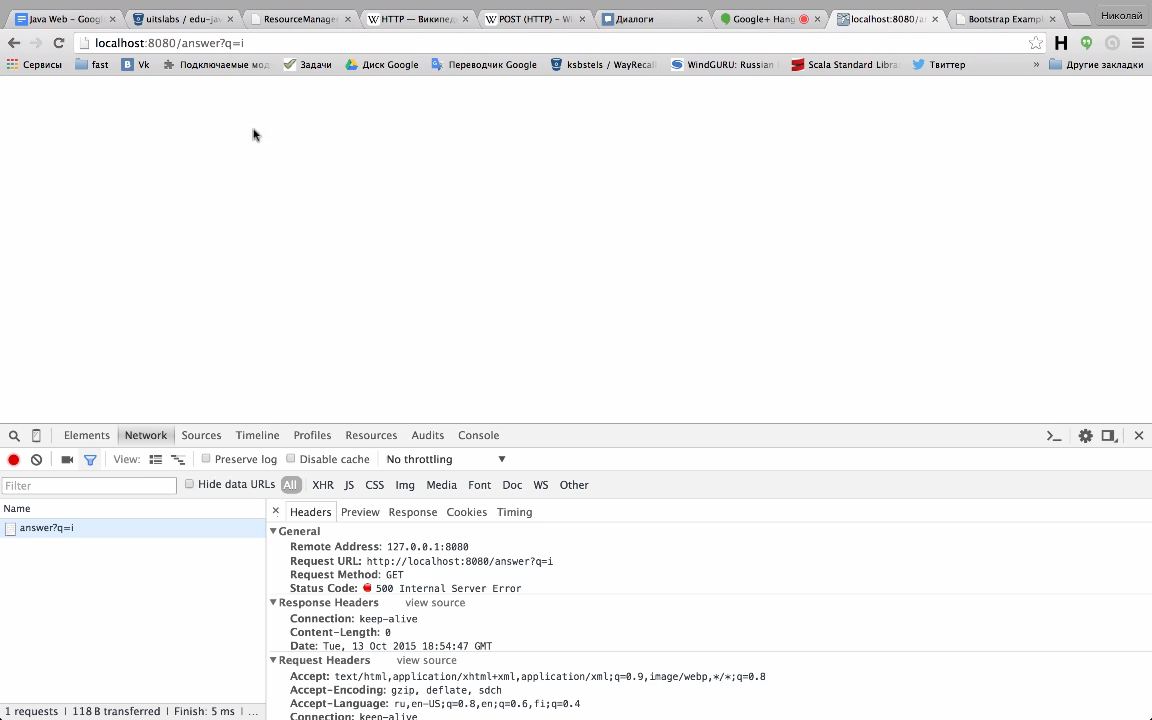 Java Web – Googl
uitslabs / edu-jav
ResourceManage
HTTP — Википед
POST (HTTP) – Wi
Диалоги
Google+ Hang
localhost:8080/a
Bootstrap Exampl
Николай
localhost:8080/answer?q=i
Сервисы
fast
Vk
Подключаемые мод
Задачи
Диск Google
Переводчик Google
ksbstels / WayRecall
WindGURU: Russian
Scala Standard Libra
Твиттер
»
Другие закладки
Elements Network Sources Timeline Profiles Resources Audits Console
View: Preserve log Disable cache No throttling
Filter Hide data URLs All XHR JS CSS Img Media Font Doc WS Other
Name
answer?q=i
Headers Preview Response Cookies Timing
General
Remote Address: 127.0.0.1:8080
Request URL: http://localhost:8080/answer?q=i
Request Method: GET
Status Code: 500 Internal Server Error
Response Headers view source
Connection: keep-alive
Content-Length: 0
Date: Tue, 13 Oct 2015 18:54:47 GMT
Request Headers view source
Accept: text/html,application/xhtml+xml,application/xml;q=0.9,image/webp,*/*;q=0.8
Accept-Encoding: gzip, deflate, sdch
Accept-Language: ru,en-US;q=0.8,en;q=0.6,fi;q=0.4
Connection: keep-alive
1 requests | 118 B transferred | Finish: 5 ms | ...